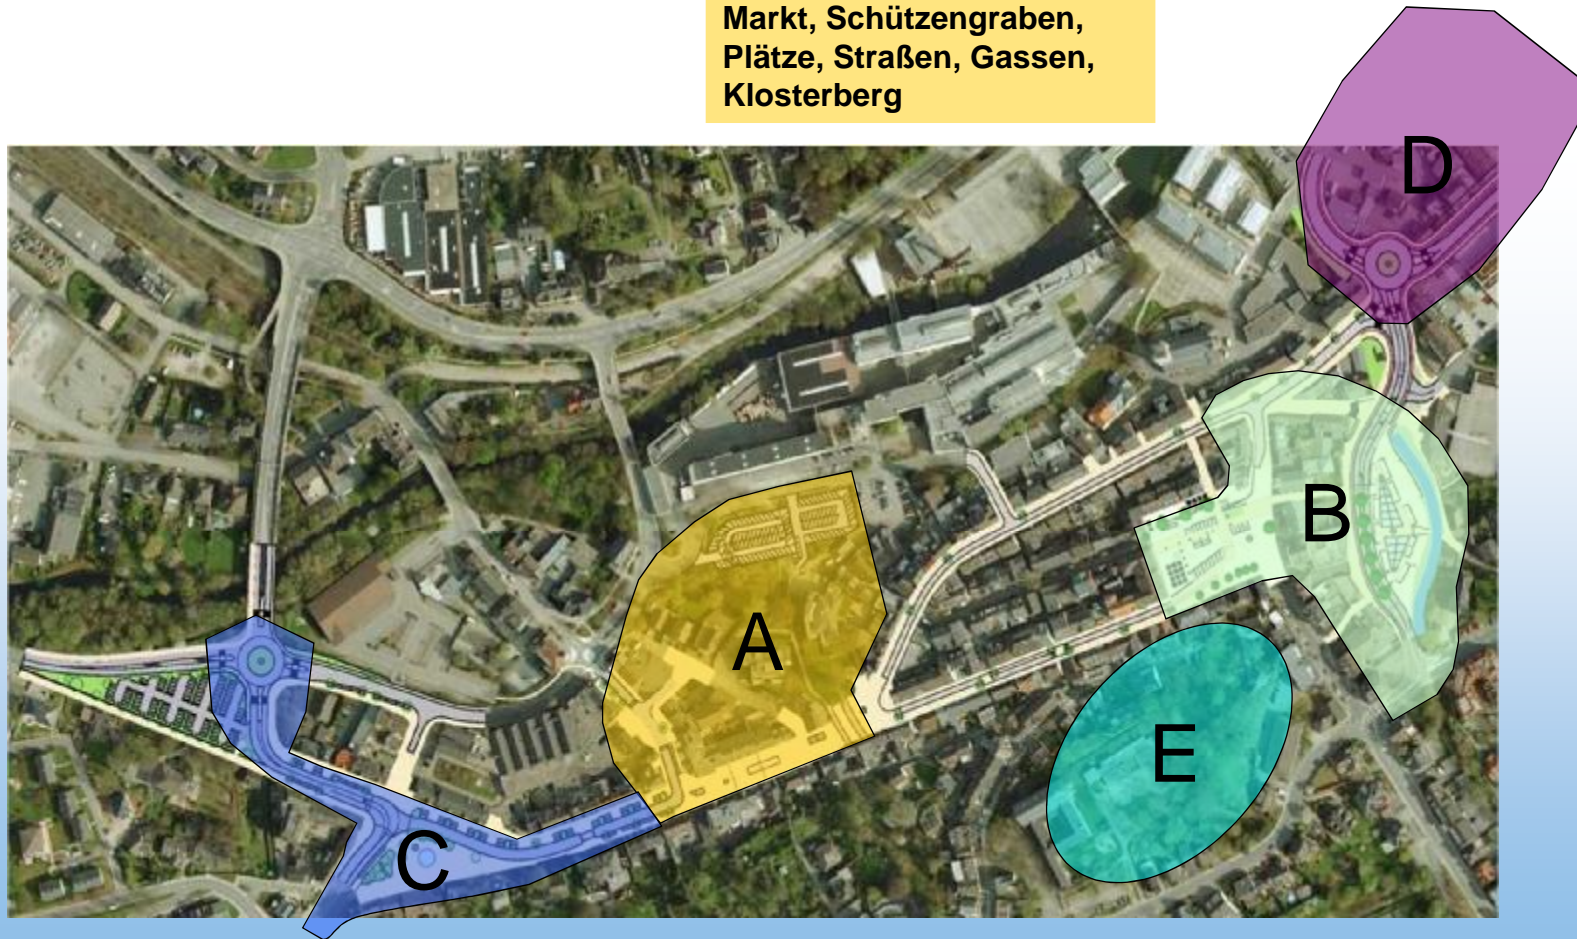 Markt, Schützengraben,
Plätze, Straßen, Gassen,
Klosterberg
D
B
A
E
C